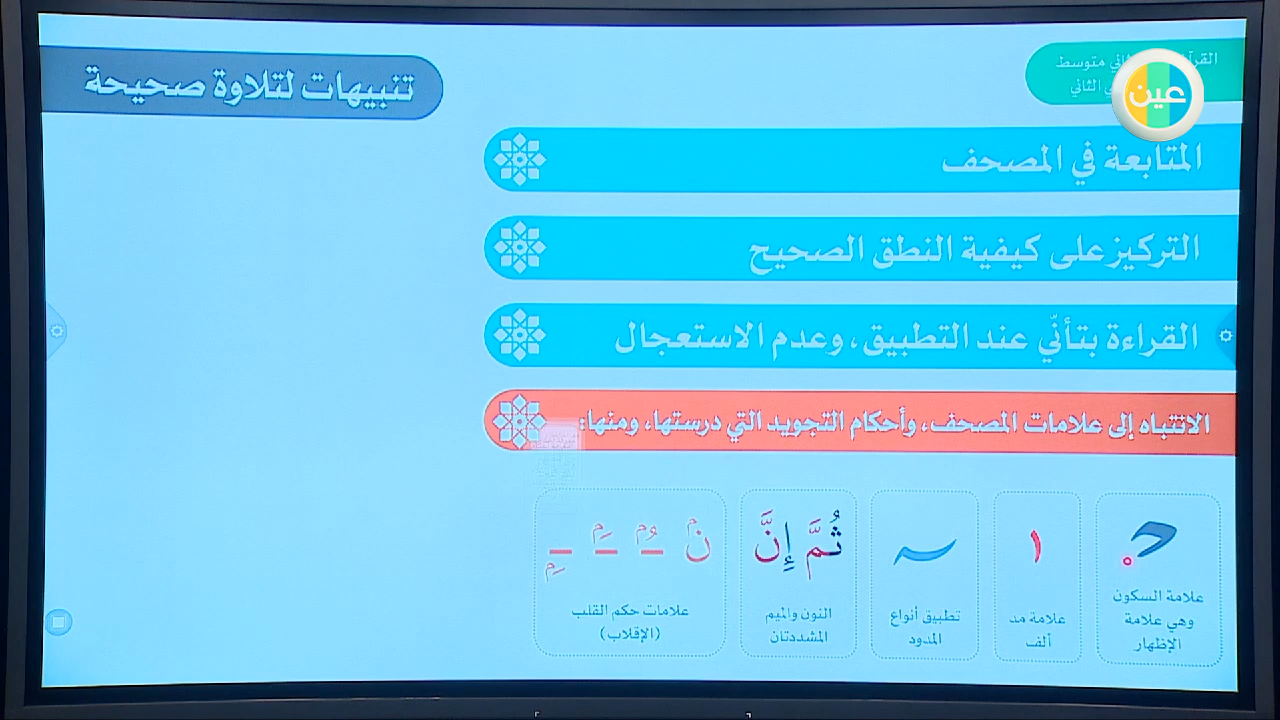 متوسط
الثاني
عين
تنبيهات لتلاوة صحيحة
المتابعة في المصحف
التركيز على كيفية النطق الصحيح
القراءة بتأنّي عند التطبيق، وعدم الاستعجال
الانتباه إلى علامات المصحف، وأحكام التجويد التي درستها، ومنها:
علامة السكون
وهي علامة
الإظهار
علامة مد
ألف
تطبيق أنواع
المدود
ثُمَّ إِنَّ
النون والميم
المشددتان
علامات حكم القلب
(الإقلاب)